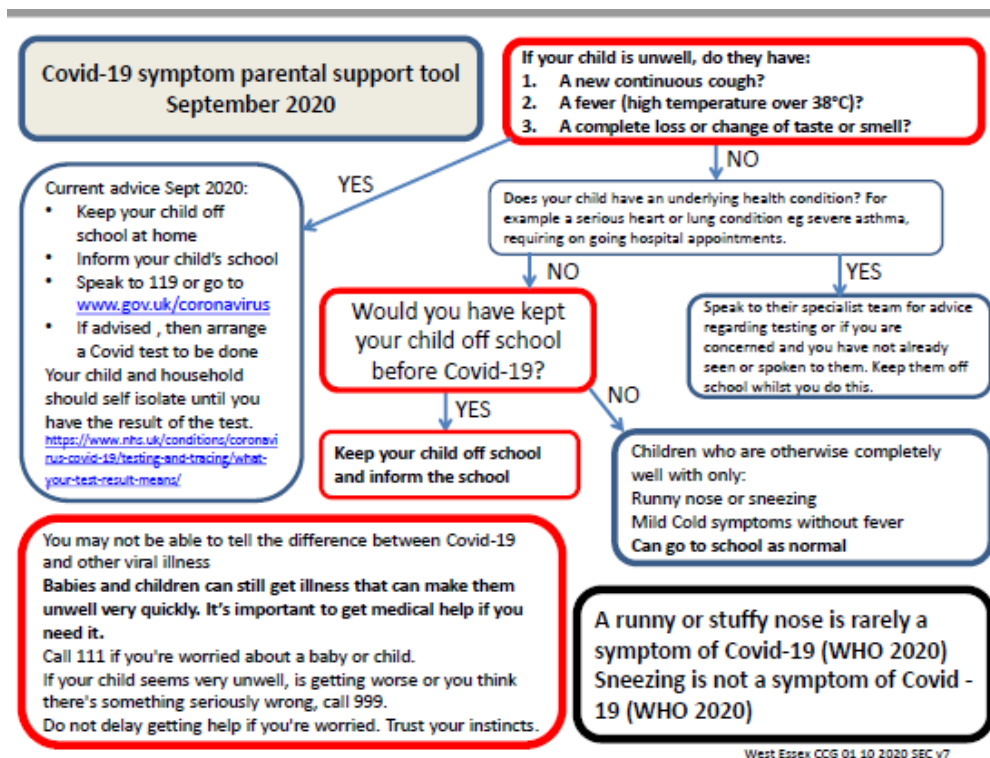 Covid-19 symptom parental support tool
September 2020
If your child is unwell, do they have:
1. A new continuous cough?
2. A fever (high temperature over 38°C)?
3. A complete loss or change of taste or smell?
YES
NO
Current advice Sept 2020:
• Keep your child off
school at home
• Inform your child's school
• Speak to 119 or go to
www.gov.uk/coronavirus
• If advised , then arrange
a Covid test to be done
Your child and household
should self isolate until you
have the result of the test.
https://www.nhs.uk/conditions/coronavi
rus-covid-19/testing-and-tracing/what-
your-test-result-means/
Does your child have an underlying health condition? For
example a serious heart or lung condition eg severe asthma,
requiring on going hospital appointments.
NO
YES
Would you have kept
your child off school
before Covid-19?
Speak to their specialist team for advice
regarding testing or if you are
concerned and you have not already
seen or spoken to them. Keep them off
school whilst you do this.
YES
NO
Keep your child off school
and inform the school
Children who are otherwise completely
well with only:
Runny nose or sneezing
Mild Cold symptoms without fever
Can go to school as normal
You may not be able to tell the difference between Covid-19
and other viral illness
Babies and children can still get illness that can make them
unwell very quickly. It's important to get medical help if you
need it.
Call 111 if you're worried about a baby or child.
If your child seems very unwell, is getting worse or you think
there's something seriously wrong, call 999.
Do not delay getting help if you're worried. Trust your instincts.
A runny or stuffy nose is rarely a
symptom of Covid-19 (WHO 2020)
Sneezing is not a symptom of Covid -
19 (WHO 2020)
West Essex CCG 01 10 2020 SEC v7